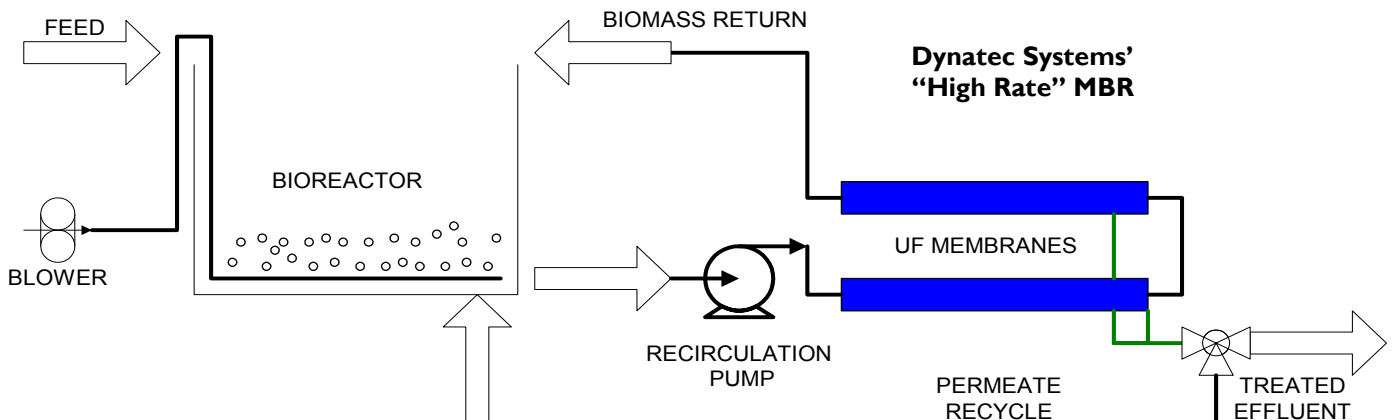 FEED
BIOMASS RETURN
Dynatec Systems’
“High Rate” MBR
BIOREACTOR
UF MEMBRANES
BLOWER
RECIRCULATION
PUMP
PERMEATE
RECYCLE
TREATED
EFFLUENT